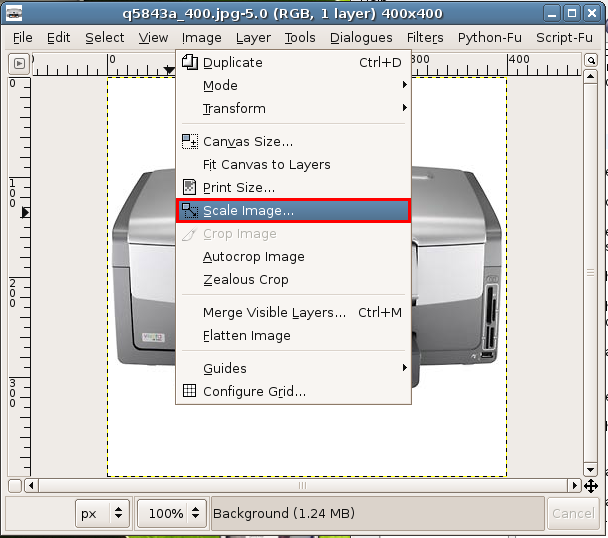 q5843a_400.jpg-5.0 (RGB, 1 layer) 400x400
File Edit Select View Image Layer Tools Dialogues Filters Python-Fu Script-Fu
0 300 400
0
100
200
300
Duplicate Ctrl+D
Mode
Transform
Canvas Size...
Fit Canvas to Layers
Print Size...
Scale Image...
Crop Image
Autocrop Image
Zealous Crop
Merge Visible Layers... Ctrl+M
Flatten Image
Guides
Configure Grid...
px 100% Background (1.24 MB) Cancel